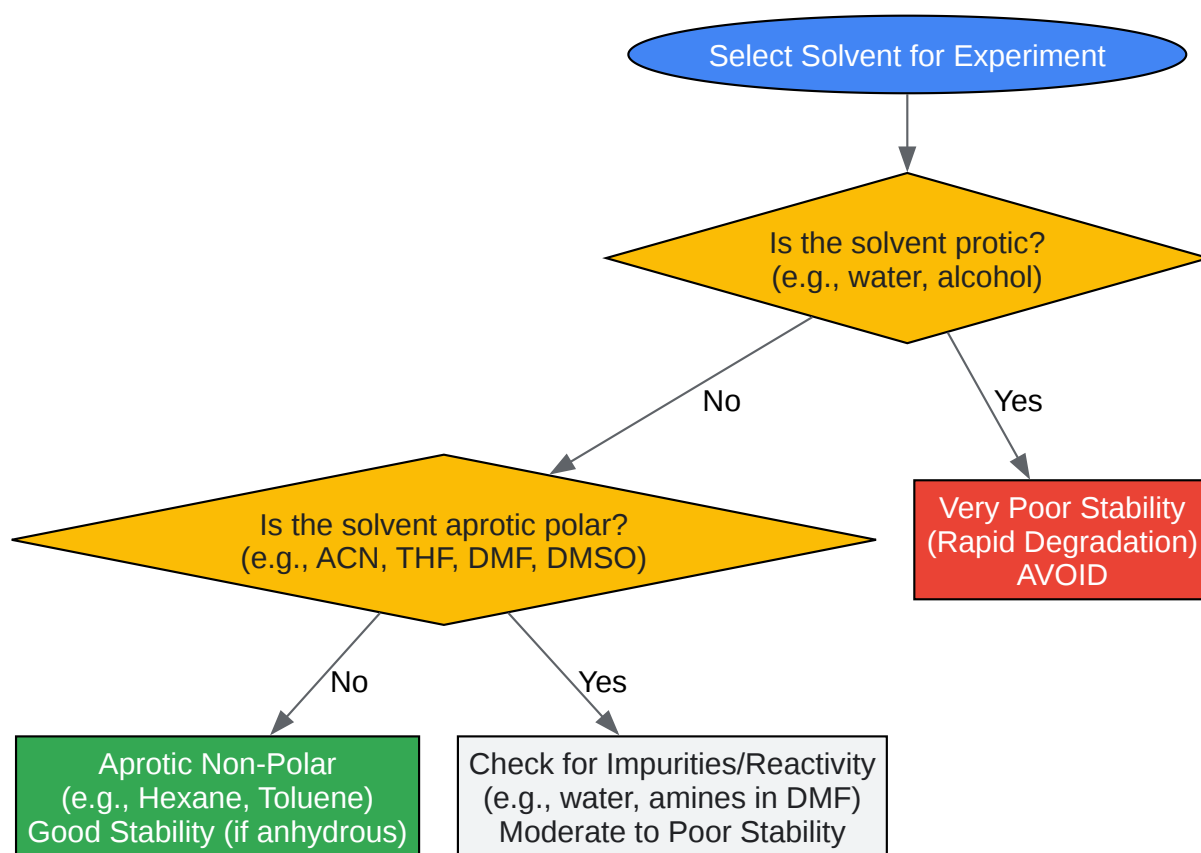 Select Solvent for Experiment
Is the solvent protic?
(e.g., water, alcohol)
No
Yes
Is the solvent aprotic polar?
(e.g., ACN, THF, DMF, DMSO)
Very Poor Stability
(Rapid Degradation)
AVOID
No
Yes
Aprotic Non-Polar
(e.g., Hexane, Toluene)
Good Stability (if anhydrous)
Check for Impurities/Reactivity
(e.g., water, amines in DMF)
Moderate to Poor Stability